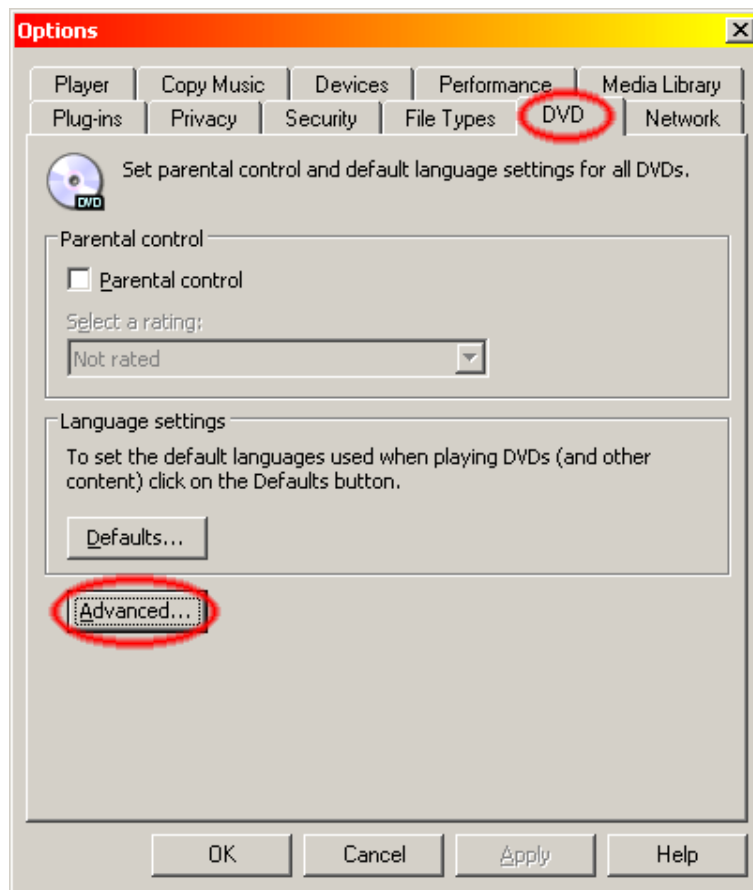 Options
Player Copy Music Devices Performance Media Library
Plug-ins Privacy Security File Types DVD Network
Set parental control and default language settings for all DVDs.
DVD
Parental control
Parental control
Select a rating:
Not rated
Language settings
To set the default languages used when playing DVDs (and other
content) click on the Defaults button.
Defaults...
Advanced...
OK Cancel Apply Help